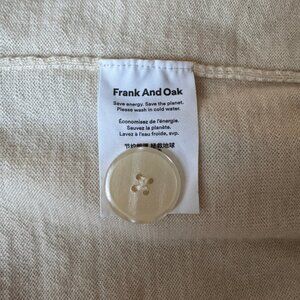 Frank And Oak
Save energy. Save the planet.
Please wash in cold water.
Économisez de l'énergie.
Sauvez la planète.
Lavez à l'eau froide, svp.
节约能源 拯救地球